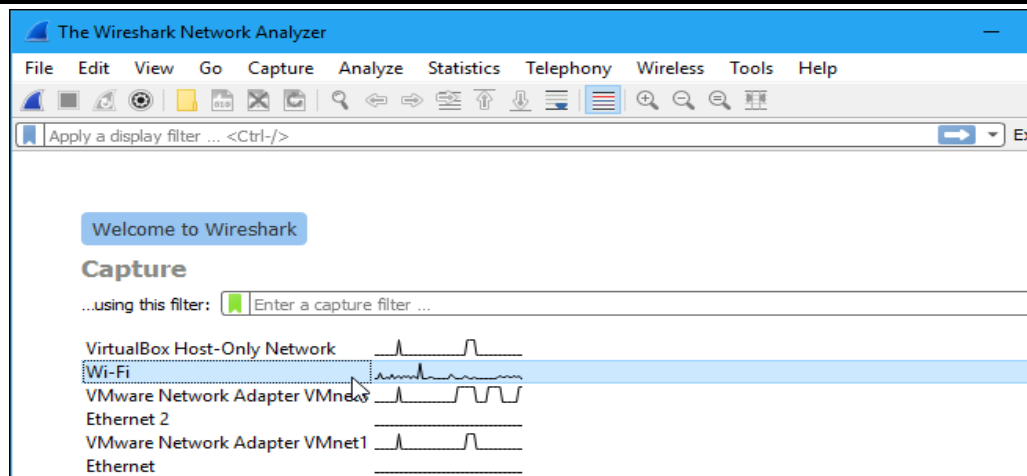 The Wireshark Network Analyzer
File Edit View Go Capture Analyze Statistics Telephony Wireless Tools Help
Apply a display filter ... <Ctrl-/>
Welcome to Wireshark
Capture
...using this filter: Enter a capture filter ...
VirtualBox Host-Only Network
Wi-Fi
VMware Network Adapter
Ethernet 2
VMware Network Adapter VMnet1
Ethernet